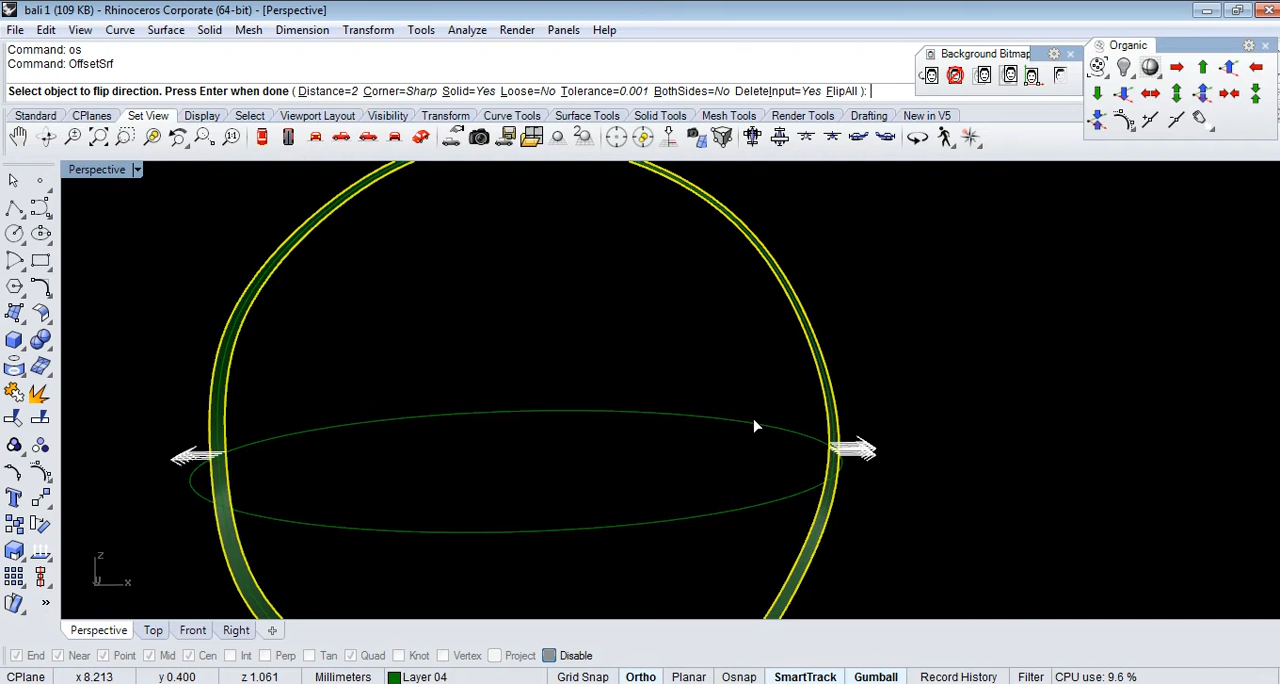 bali 1 (109 KB) - Rhinoceros Corporate (64-bit) - [Perspective]
File Edit View Curve Surface Solid Mesh Dimension Transform Tools Analyze Render Panels Help
Command: os
Command: OffsetSrf
Select object to flip direction. Press Enter when done ( Distance=2 Corner=Sharp Solid=Yes Loose=No Tolerance=0.001 BothSides=No DeleteInput=Yes FlipAll ):
Background Bitmap
Organic
Standard CPlanes Set View Display Select Viewport Layout Visibility Transform Curve Tools Surface Tools Solid Tools Mesh Tools Render Tools Drafting New in V5
Perspective
z
x
Perspective Top Front Right
End Near Point Mid Cen Int Perp Tan Quad Knot Vertex Project Disable
CPlane x 8.213 y 0.400 z 1.061 Millimeters Layer 04 Grid Snap Ortho Planar Osnap SmartTrack Gumball Record History Filter CPU use: 9.6 %